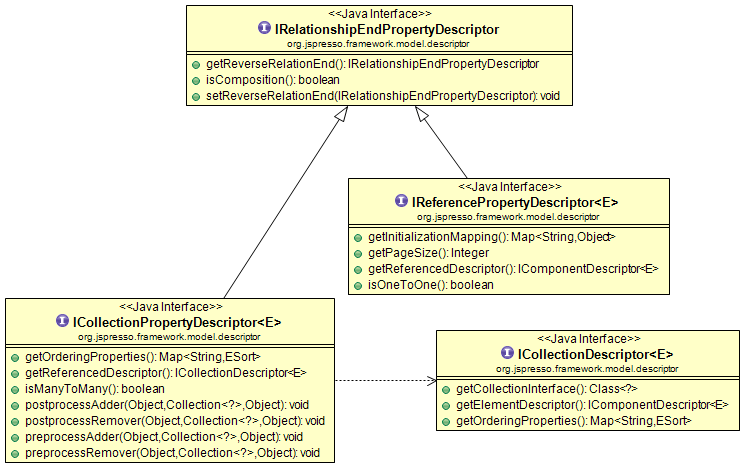 <<Java Interface>>
IRelationshipEndPropertyDescriptor
org.jspresso.framework.model.descriptor
getReverseRelationEnd(): IRelationshipEndPropertyDescriptor
isComposition(): boolean
setReverseRelationEnd(IRelationshipEndPropertyDescriptor): void
<<Java Interface>>
IReferencePropertyDescriptor<E>
org.jspresso.framework.model.descriptor
getInitializationMapping(): Map<String,Object>
getPageSize(): Integer
getReferencedDescriptor(): IComponentDescriptor<E>
isOneToOne(): boolean
<<Java Interface>>
ICollectionPropertyDescriptor<E>
org.jspresso.framework.model.descriptor
getOrderingProperties(): Map<String,ESort>
getReferencedDescriptor(): ICollectionDescriptor<E>
isManyToMany(): boolean
postprocessAdder(Object,Collection<?>,Object): void
postprocessRemover(Object,Collection<?>,Object): void
preprocessAdder(Object,Collection<?>,Object): void
preprocessRemover(Object,Collection<?>,Object): void
<<Java Interface>>
ICollectionDescriptor<E>
org.jspresso.framework.model.descriptor
getCollectionInterface(): Class<?>
getElementDescriptor(): IComponentDescriptor<E>
getOrderingProperties(): Map<String,ESort>